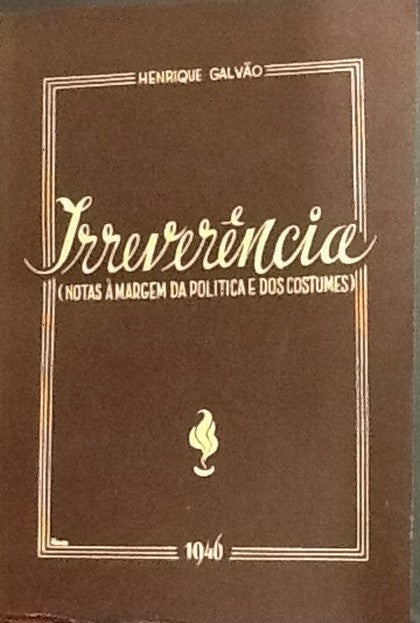 HENRIQUE GALVÃO
Irreverência
(NOTAS À MARGEM DA POLITICA E DOS COSTUMES)
1946